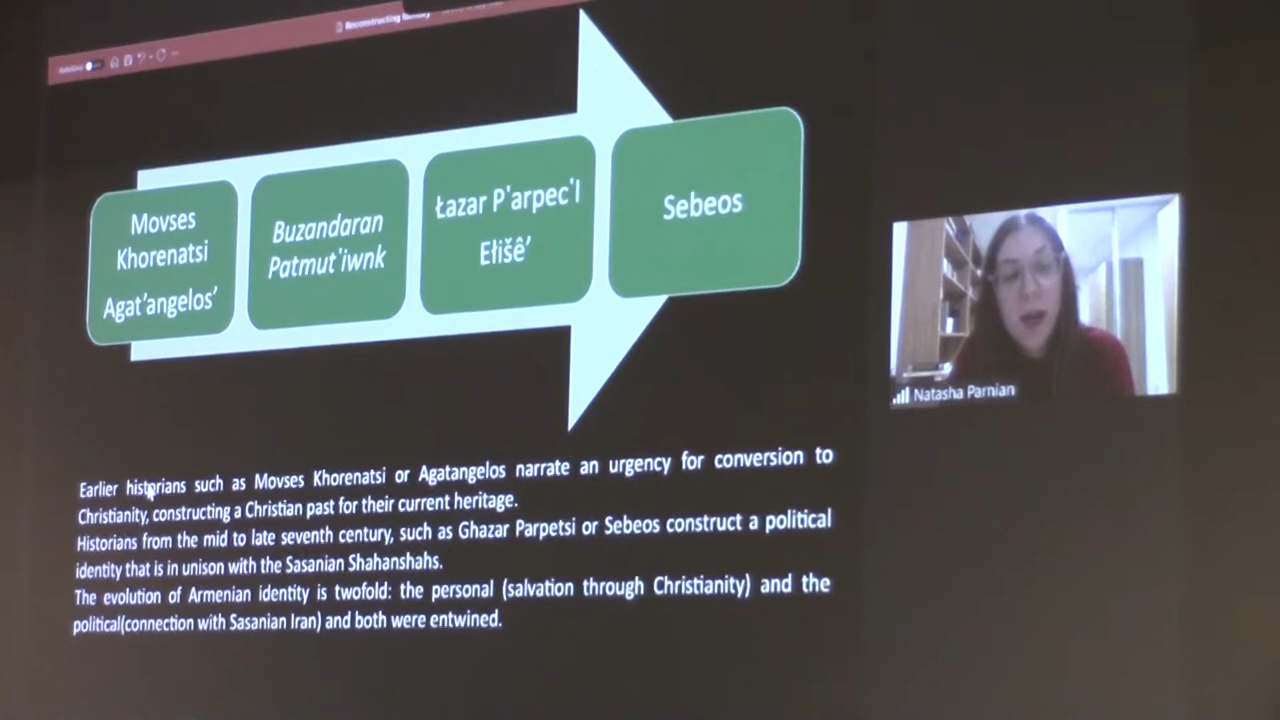 Reconstructing Identity
Movses
Khorenatsi
Agat'angelos'
Buzandaran
Patmut'iwnk
Łazar P'arpec'I
Ełišê'
Sebeos
Natasha Parnian
Earlier historians such as Movses Khorenatsi or Agatangelos narrate an urgency for conversion to
Christianity, constructing a Christian past for their current heritage.
Historians from the mid to late seventh century, such as Ghazar Parpetsi or Sebeos construct a political
identity that is in unison with the Sasanian Shahanshahs.
The evolution of Armenian identity is twofold: the personal (salvation through Christianity) and the
political(connection with Sasanian Iran) and both were entwined.